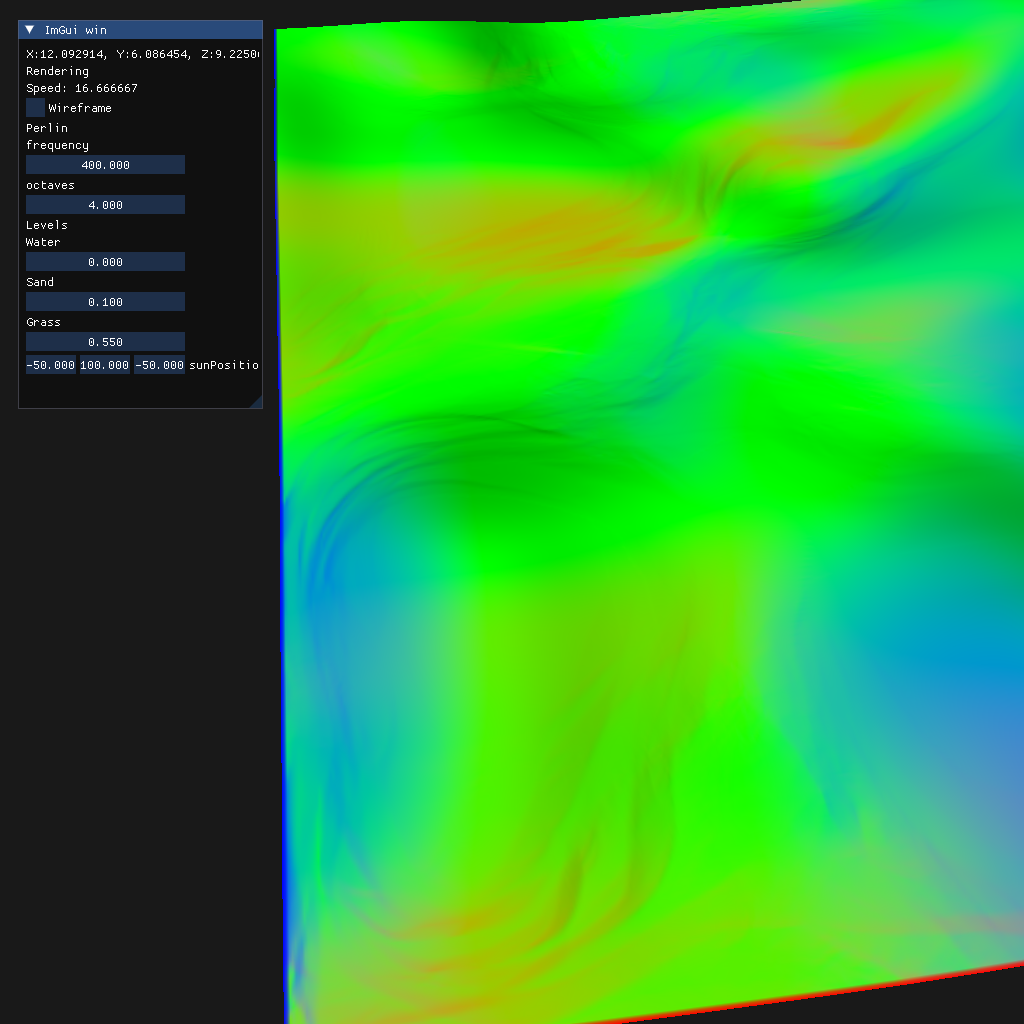 ImGui win
X:12.092914, Y:6.086454, Z:9.2250
Rendering
Speed: 16.666667
Wireframe
Perlin
frequency
400.000
octaves
4.000
Levels
Water
0.000
Sand
0.100
Grass
0.550
-50.000 100.000 -50.000 sunPositio